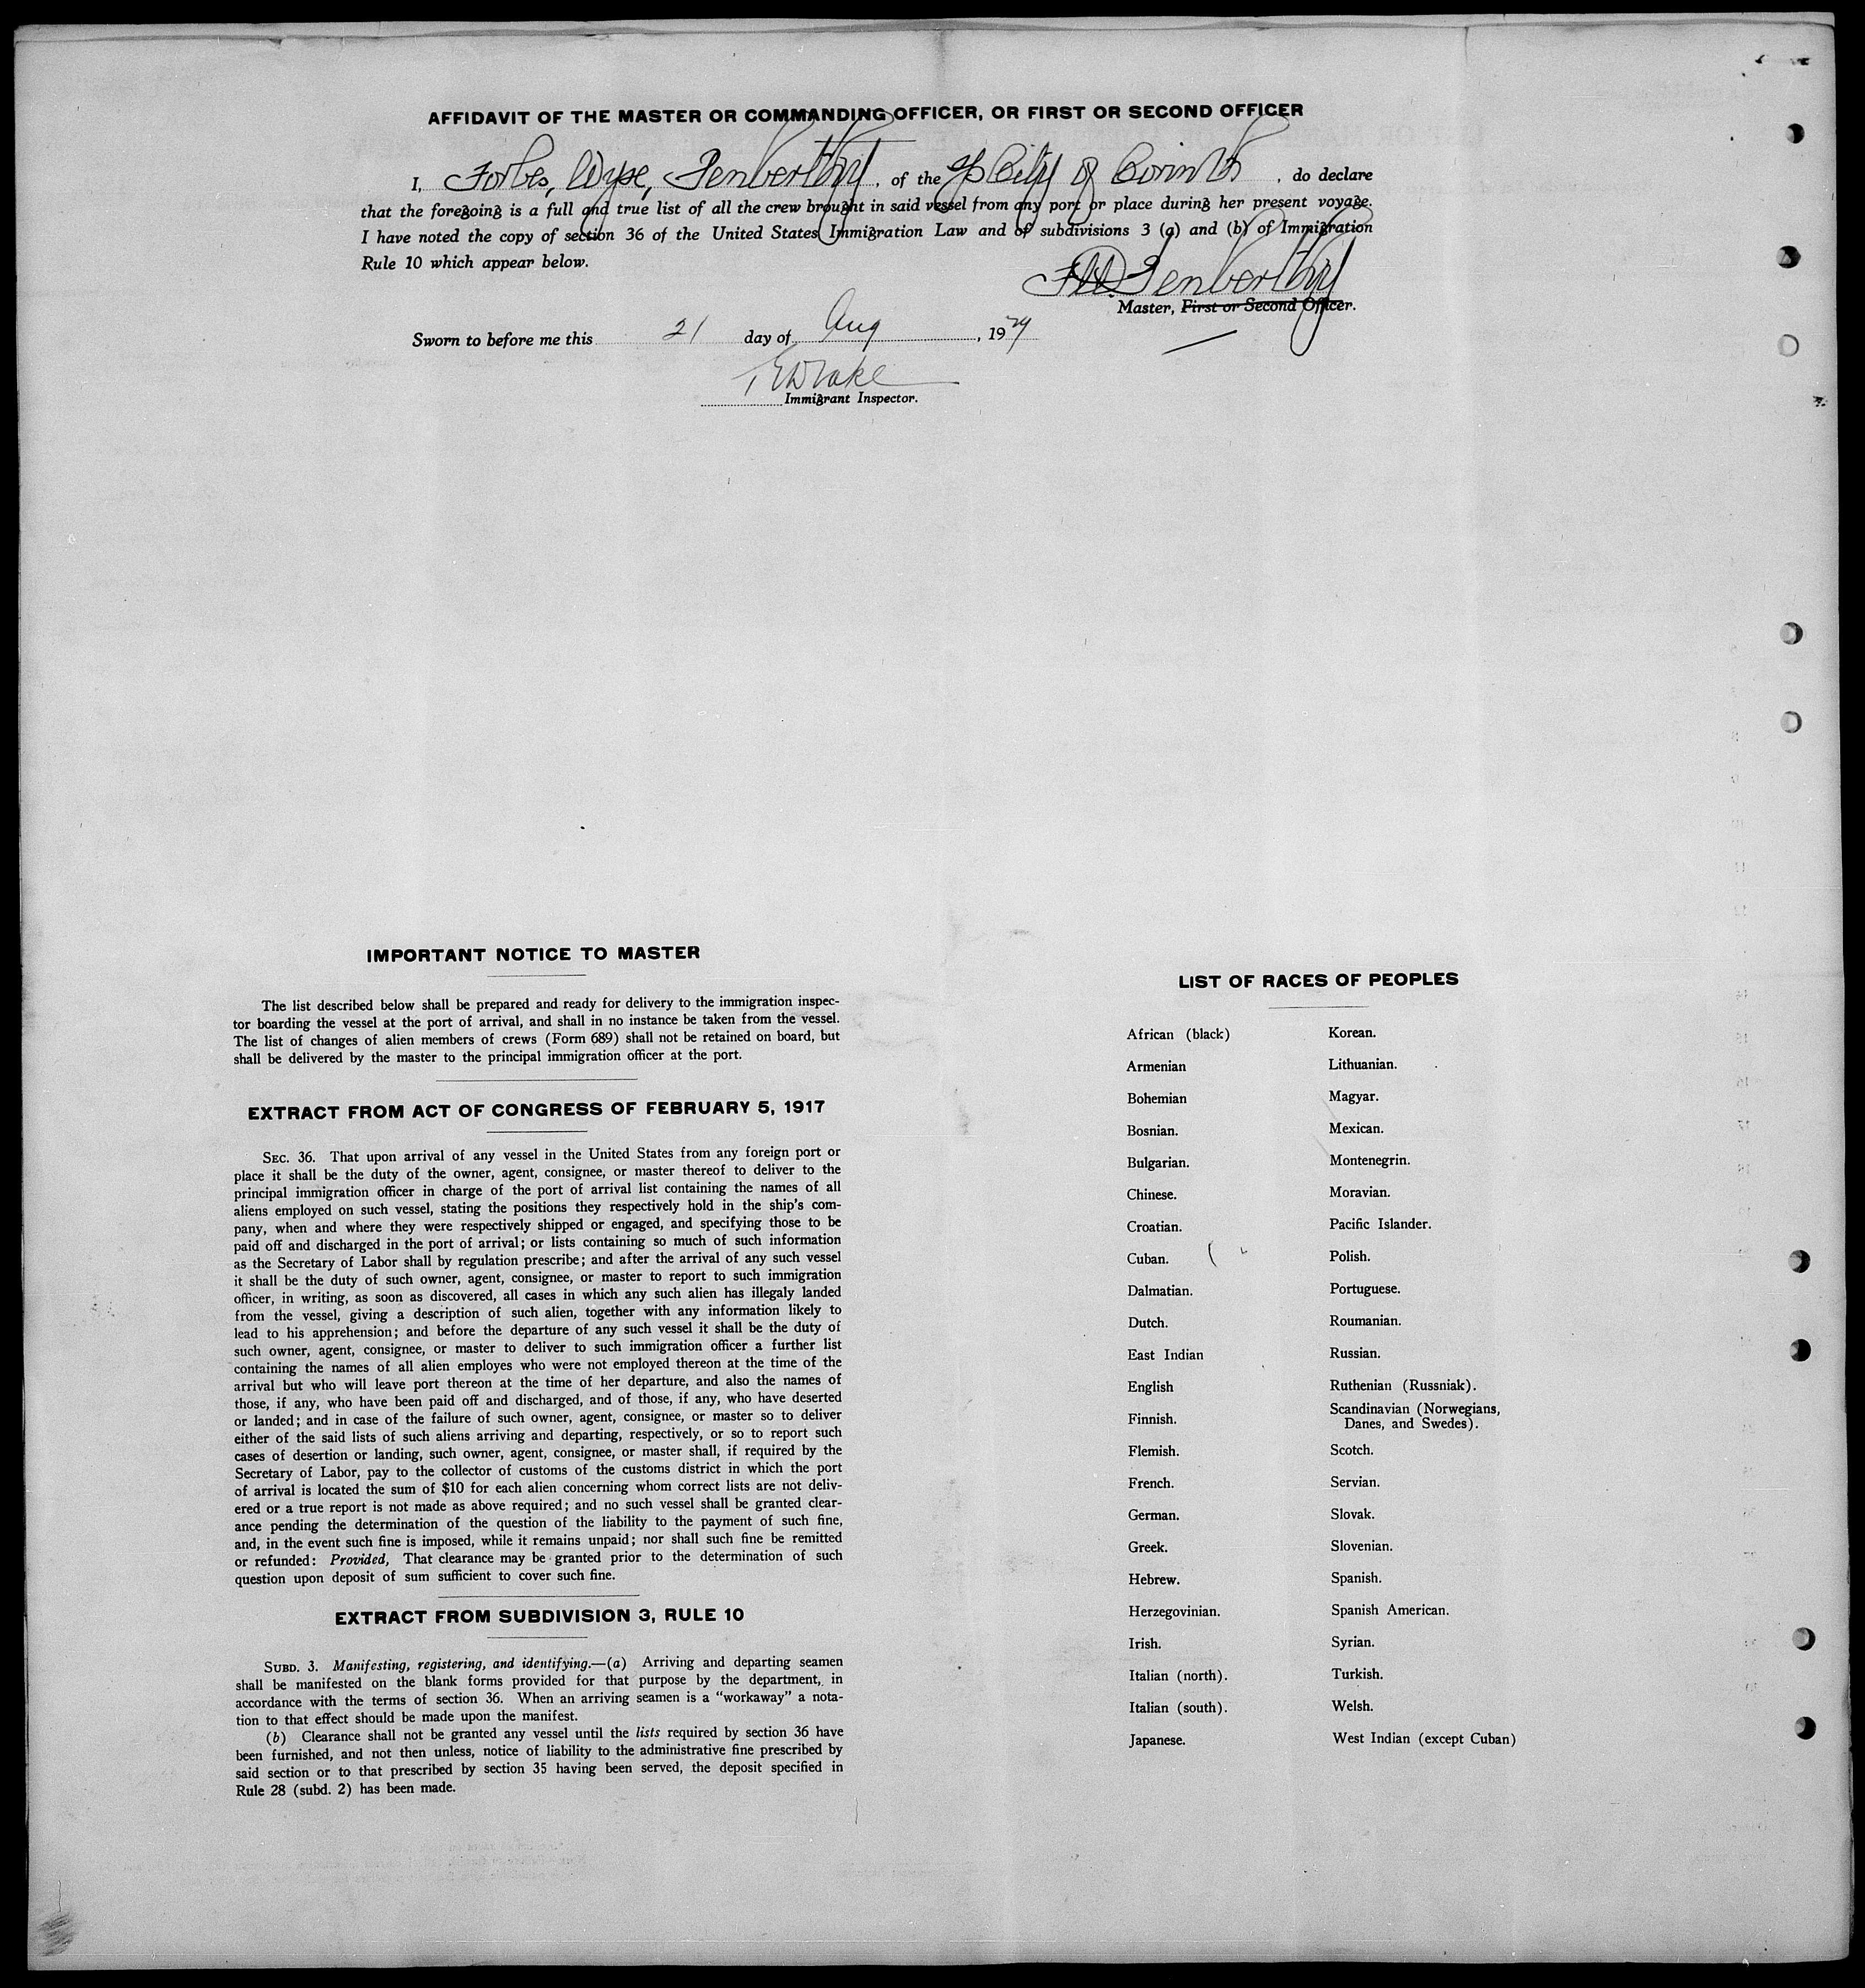 AFFIDAVIT OF THE MASTER OR COMMANDING OFFICER, OR FIRST OR SECOND OFFICER
I, Forbes, Wyse, Penberthy, of the S/S City of Corinth, do declare
that the foregoing is a full and true list of all the crew brought in said vessel from any port or place during her present voyage.
I have noted the copy of section 36 of the United States Immigration Law and of subdivisions 3 (a) and (b) of Immigration
Rule 10 which appear below.
FW Penberthy
Master, First or Second Officer.
Sworn to before me this 21 day of Aug, 1929
Drake
Immigrant Inspector.
IMPORTANT NOTICE TO MASTER
The list described below shall be prepared and ready for delivery to the immigration inspec-
tor boarding the vessel at the port of arrival, and shall in no instance be taken from the vessel.
The list of changes of alien members of crews (Form 689) shall not be retained on board, but
shall be delivered by the master to the principal immigration officer at the port.
EXTRACT FROM ACT OF CONGRESS OF FEBRUARY 5, 1917
SEC. 36. That upon arrival of any vessel in the United States from any foreign port or
place it shall be the duty of the owner, agent, consignee, or master thereof to deliver to the
principal immigration officer in charge of the port of arrival list containing the names of all
aliens employed on such vessel, stating the positions they respectively hold in the ship's com-
pany, when and where they were respectively shipped or engaged, and specifying those to be
paid off and discharged in the port of arrival; or lists containing so much of such information
as the Secretary of Labor shall by regulation prescribe; and after the arrival of any such vessel
it shall be the duty of such owner, agent, consignee, or master to report to such immigration
officer, in writing, as soon as discovered, all cases in which any such alien has illegaly landed
from the vessel, giving a description of such alien, together with any information likely to
lead to his apprehension; and before the departure of any such vessel it shall be the duty of
such owner, agent, consignee, or master to deliver to such immigration officer a further list
containing the names of all alien employes who were not employed thereon at the time of the
arrival but who will leave port thereon at the time of her departure, and also the names of
those, if any, who have been paid off and discharged, and of those, if any, who have deserted
or landed; and in case of the failure of such owner, agent, consignee, or master so to deliver
either of the said lists of such aliens arriving and departing, respectively, or so to report such
cases of desertion or landing, such owner, agent, consignee, or master shall, if required by the
Secretary of Labor, pay to the collector of customs of the customs district in which the port
of arrival is located the sum of $10 for each alien concerning whom correct lists are not deliv-
ered or a true report is not made as above required; and no such vessel shall be granted clear-
ance pending the determination of the question of the liability to the payment of such fine,
and, in the event such fine is imposed, while it remains unpaid; nor shall such fine be remitted
or refunded: Provided, That clearance may be granted prior to the determination of such
question upon deposit of sum sufficient to cover such fine.
EXTRACT FROM SUBDIVISION 3, RULE 10
SUBD. 3. Manifesting, registering, and identifying.—(a) Arriving and departing seamen
shall be manifested on the blank forms provided for that purpose by the department, in
accordance with the terms of section 36. When an arriving seamen is a "workaway" a nota-
tion to that effect should be made upon the manifest.
(b) Clearance shall not be granted any vessel until the lists required by section 36 have
been furnished, and not then unless, notice of liability to the administrative fine prescribed by
said section or to that prescribed by section 35 having been served, the deposit specified in
Rule 28 (subd. 2) has been made.
LIST OF RACES OF PEOPLES
African (black)
Armenian
Bohemian
Bosnian.
Bulgarian.
Chinese.
Croatian.
Cuban.
Dalmatian.
Dutch.
East Indian
English
Finnish.
Flemish.
French.
German.
Greek.
Hebrew.
Herzegovinian.
Irish.
Italian (north).
Italian (south).
Japanese.
Korean.
Lithuanian.
Magyar.
Mexican.
Montenegrin.
Moravian.
Pacific Islander.
Polish.
Portuguese.
Roumanian.
Russian.
Ruthenian (Russniak).
Scandinavian (Norwegians,
Danes, and Swedes).
Scotch.
Servian.
Slovak.
Slovenian.
Spanish.
Spanish American.
Syrian.
Turkish.
Welsh.
West Indian (except Cuban)